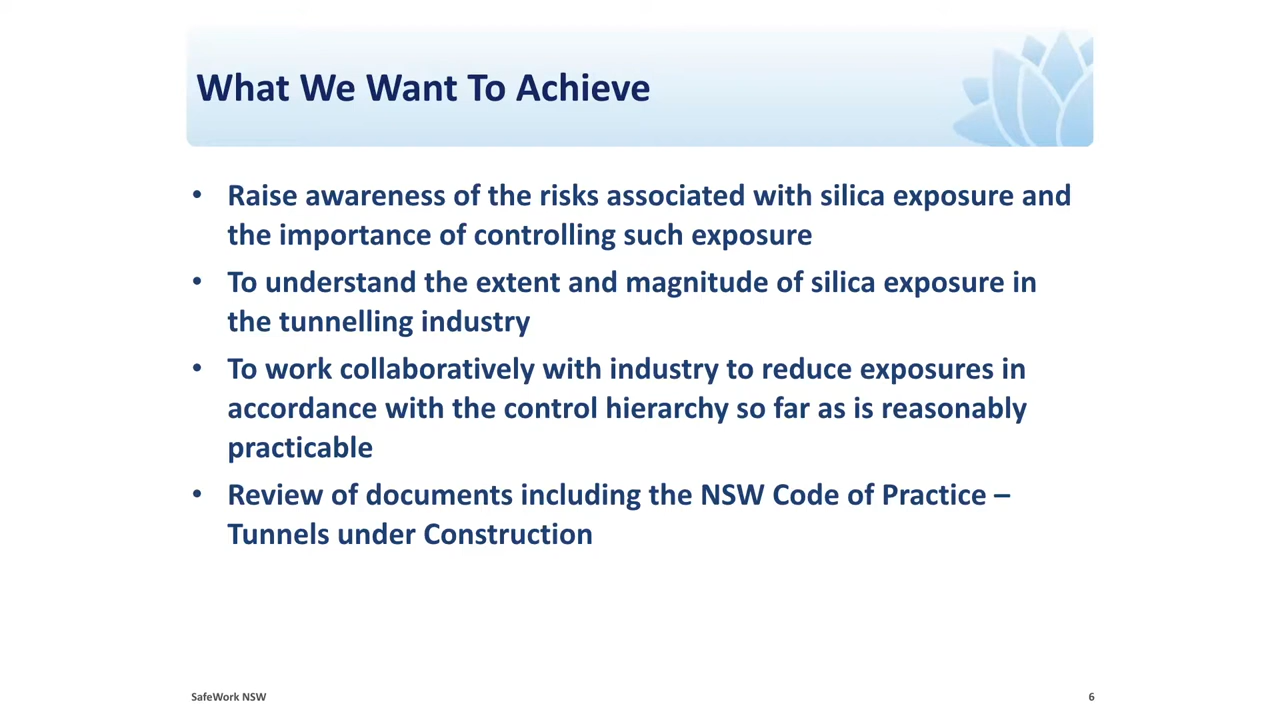 What We Want To Achieve
• Raise awareness of the risks associated with silica exposure and
the importance of controlling such exposure
• To understand the extent and magnitude of silica exposure in
the tunnelling industry
• To work collaboratively with industry to reduce exposures in
accordance with the control hierarchy so far as is reasonably
practicable
• Review of documents including the NSW Code of Practice –
Tunnels under Construction
SafeWork NSW
6